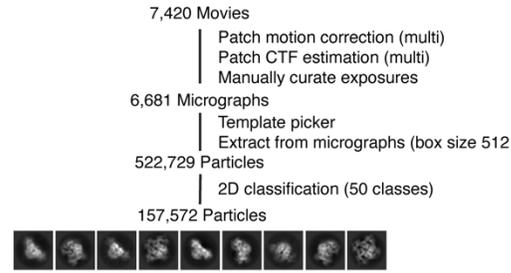 7,420 Movies
Patch motion correction (multi)
Patch CTF estimation (multi)
Manually curate exposures
6,681 Micrographs
Template picker
Extract from micrographs (box size 512
522,729 Particles
2D classification (50 classes)
157,572 Particles